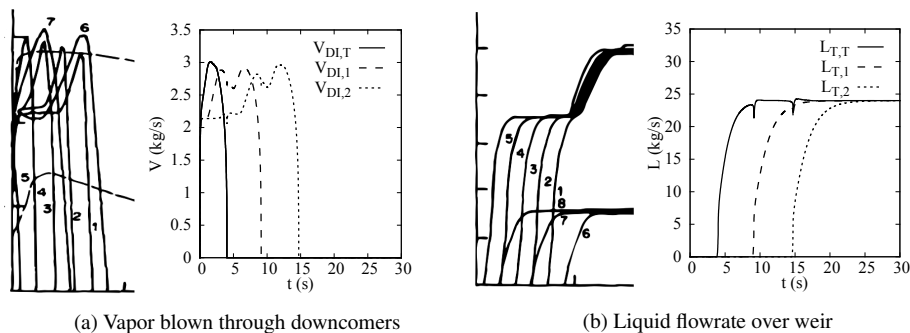 7 6
5
4
3 2 1
V (kg/s)
3.5
3
2.5
2
1.5
1
0.5
0
0 5 10 15 20 25 30
t (s)
V_DI,T
V_DI,1
V_DI,2
(a) Vapor blown through downcomers
5
4
3
2
1
8
7 6
L (kg/s)
35
30
25
20
15
10
5
0
0 5 10 15 20 25 30
t (s)
L_T,T
L_T,1
L_T,2
(b) Liquid flowrate over weir